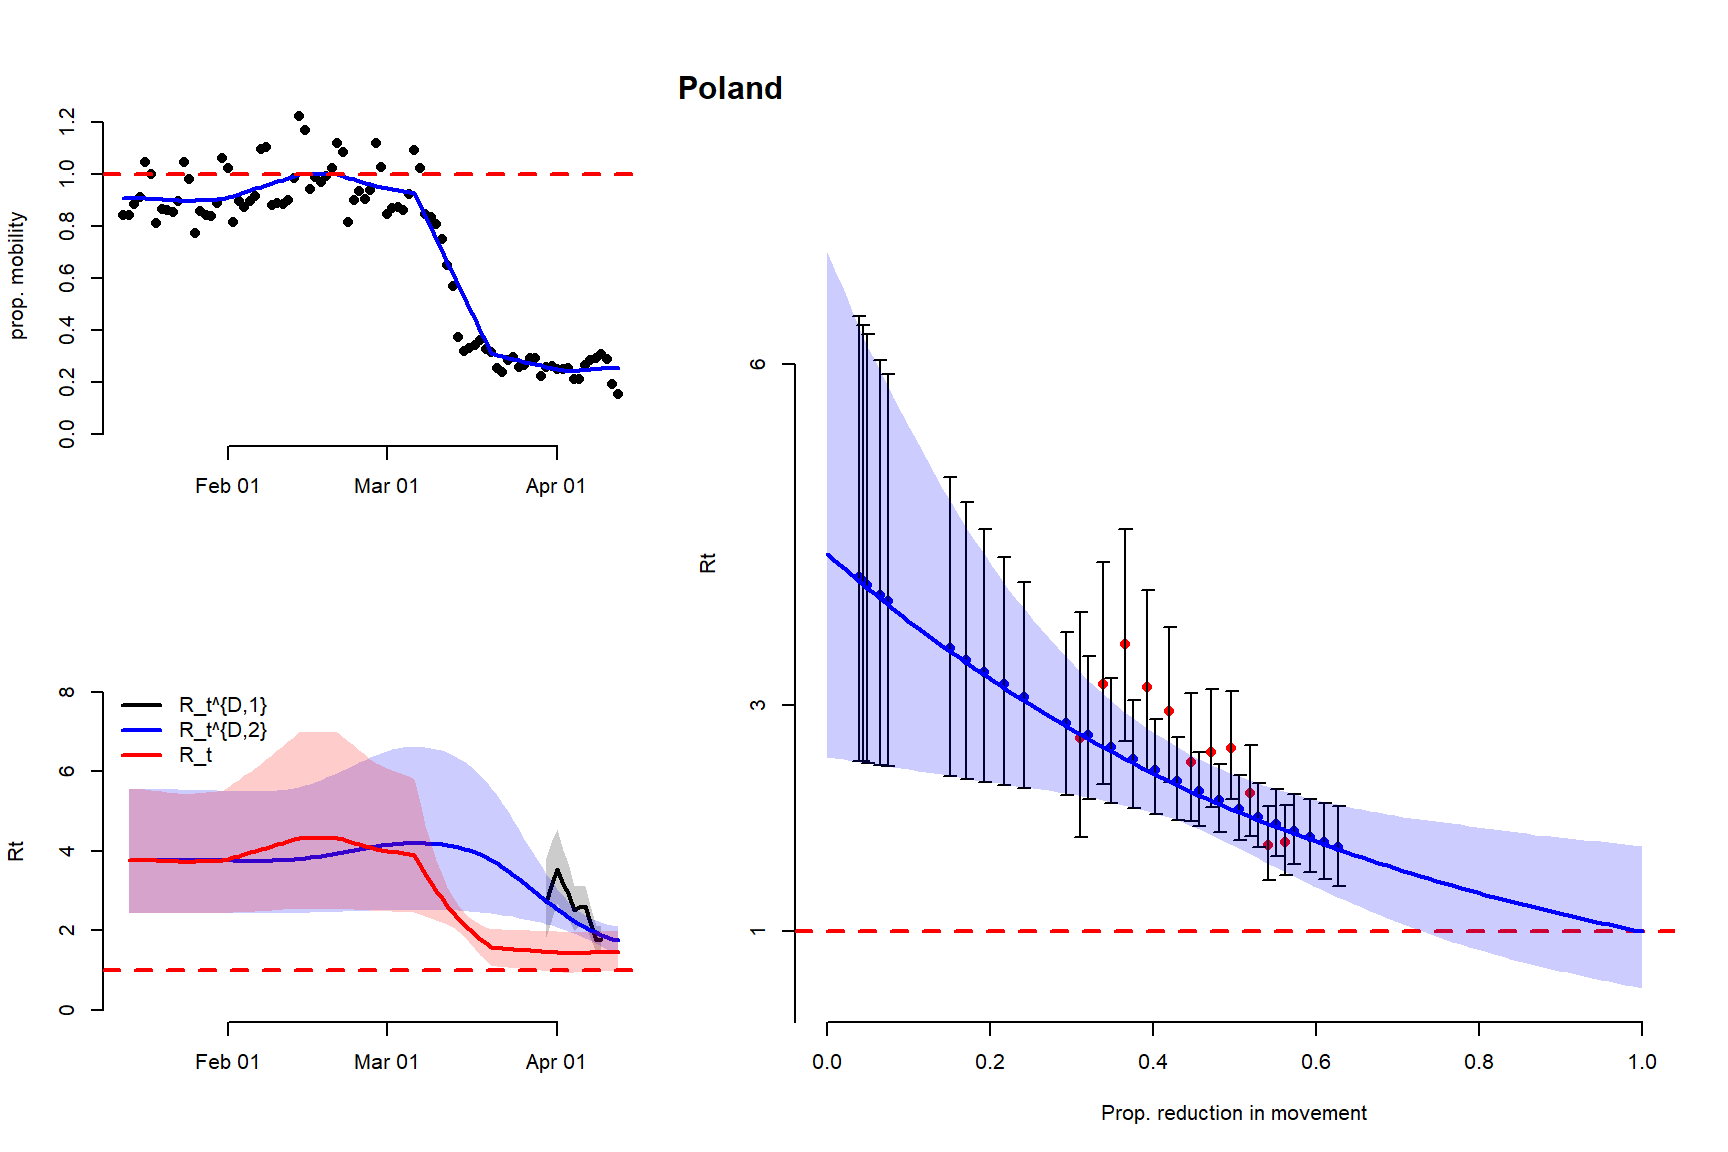 Poland
prop. mobility
1.2
1.0
0.8
0.6
0.4
0.2
0.0
Feb 01
Mar 01
Apr 01
Rt
8
6
4
2
0
R_t^{D,1}
R_t^{D,2}
R_t
Feb 01
Mar 01
Apr 01
Rt
6
3
1
0.0
0.2
0.4
0.6
0.8
1.0
Prop. reduction in movement